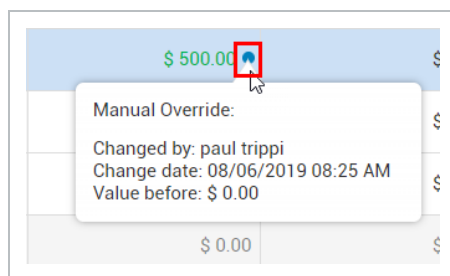 $ 500.00 $
Manual Override:
$
Changed by: paul trippi
Change date: 08/06/2019 08:25 AM
Value before: $ 0.00
$
$ 0.00 $